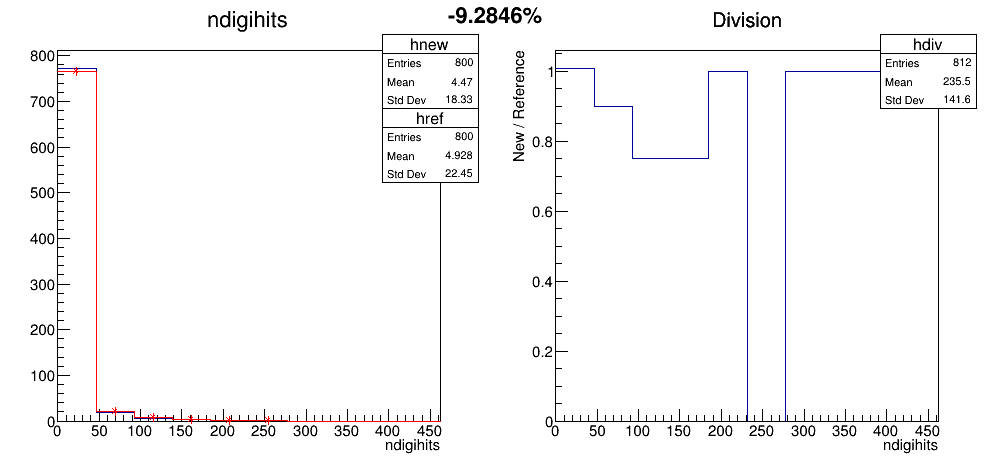 -9.2846%
ndigihits
hnew
Entries 800
Mean 4.47
Std Dev 18.33
href
Entries 800
Mean 4.928
Std Dev 22.45
800
700
600
500
400
300
200
100
0
0 50 100 150 200 250 300 350 400 450
ndigihits
Division
hdiv
Entries 812
Mean 235.5
Std Dev 141.6
New / Reference
1
0.8
0.6
0.4
0.2
0
0 50 100 150 200 250 300 350 400 450
ndigihits